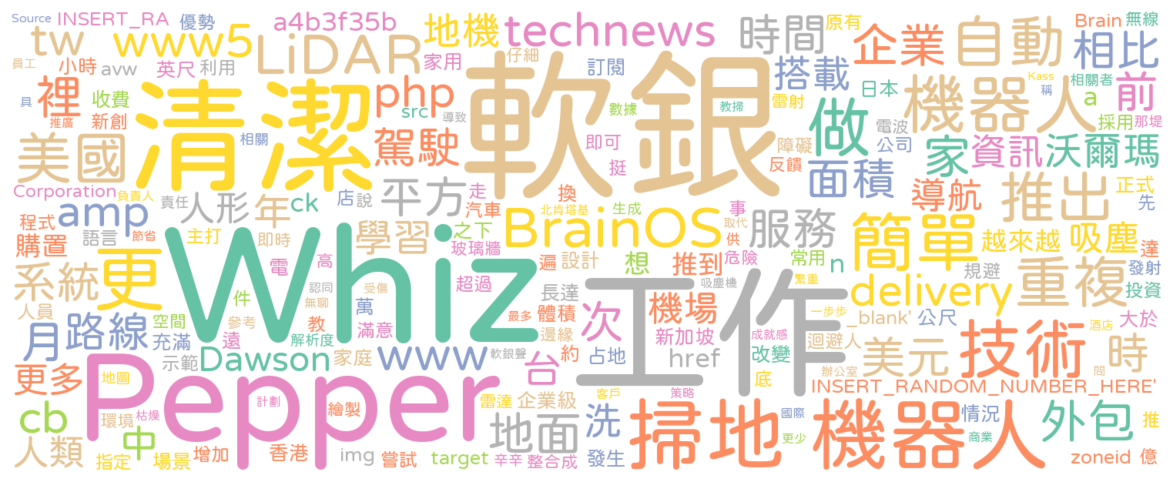 Source INSERT_RA 優勢 a4b3f35b 地機 technews 時間 原有 企業 自動 Brain 無線
tw www5 LiDAR 仔細 訂閱 搭載 相比
員工 小時 avw 英尺 利用 家用 日本 Kass 稱 相關者
具 裡 收費 php 軟銀 數據 教掃 雷射 機器人 a 前
推廣 新創 相關 src 導致 即可 做 電波 採用 那堤
美國 清潔 駕駛 挺 障礙 公司 家 資訊 沃爾瑪
反饋 面積 導航 推出 正式
Corporation 負責人 平方 走 換 先
amp 責任 人形 年 ck 店 說 汽車 北肯塔基 生成 事 取代
程式 語言 主打 即時 學習 之下 BrainOS 供 服務 簡單 越來越 吸塵
購置 節省 Whiz 玻璃牆 遍 設計 想 推到 危險 常用 n 規避 達
系統 更 電 高 超過 吸塵機 繁重 delivery 重複 發射
人員 件 認同 受傷 萬 長達 工作 機場 _blank' 投資
月 路線 空間 無聊 參考 教 滿意 體積 次 新加坡 成就感 一步步 公尺 大於
充滿 遠 解析度 最多 邊緣 迴避 人 酒店
示範 Dawson 家庭 www 台 約 占地 href 改變 辦公室 美元 技術 時
更多 地圖 Pepper 軟銀聲 底 INSERT_RANDOM_NUMBER_HERE' 問
cb 環境 枯燥 計劃 繪製 雷達 企業級 客戶 策略 國際 情況 外包 推
人類 中 地面 洗 掃地 機器人 更少 商業
指定 場景 增加 香港 img 嘗試 target 辛辛 整合成 發生 zoneid 億